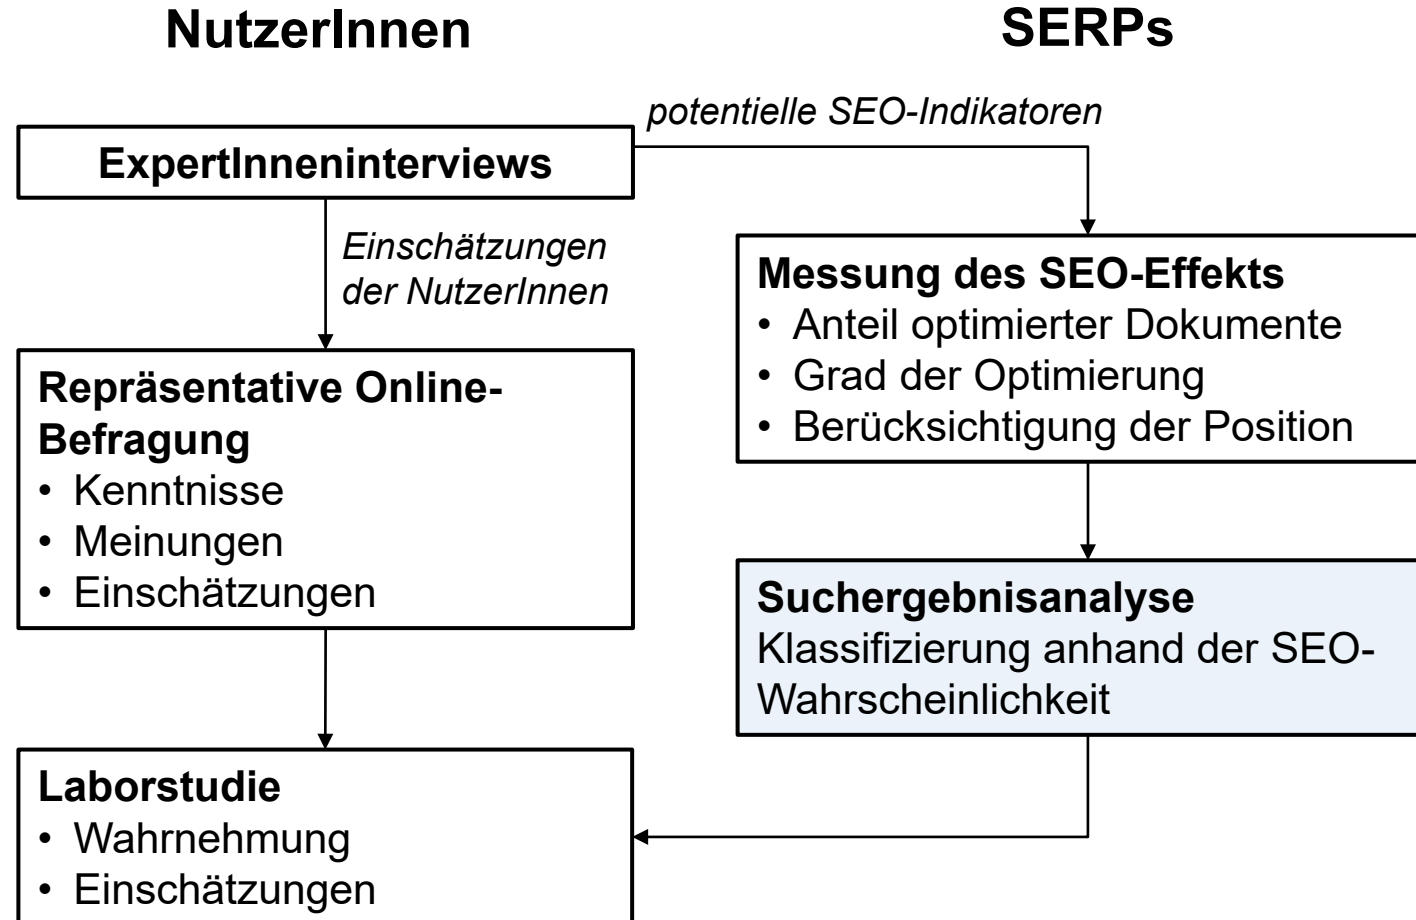 NutzerInnen
SERPs
potentielle SEO-Indikatoren
ExpertInneninterviews
Einschätzungen
der NutzerInnen
Messung des SEO-Effekts
• Anteil optimierter Dokumente
• Grad der Optimierung
• Berücksichtigung der Position
Repräsentative Online-
Befragung
• Kenntnisse
• Meinungen
• Einschätzungen
Suchergebnisanalyse
Klassifizierung anhand der SEO-
Wahrscheinlichkeit
Laborstudie
• Wahrnehmung
• Einschätzungen